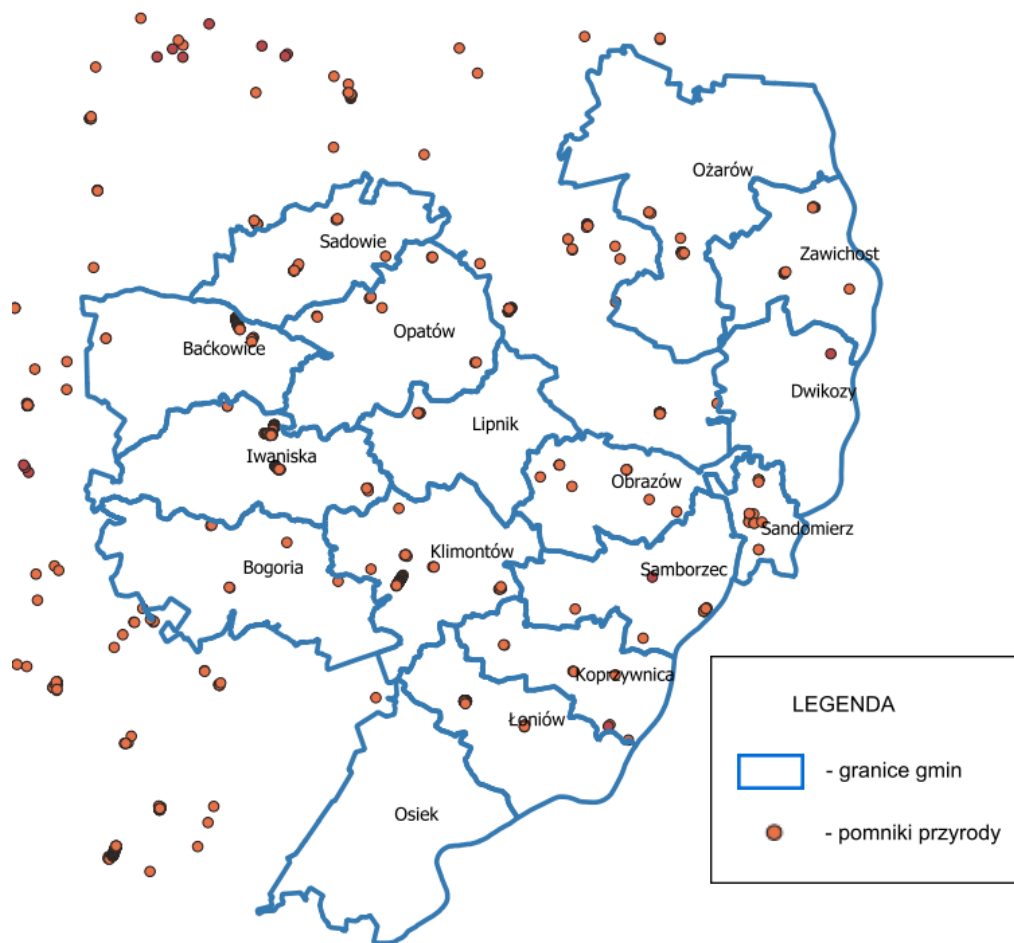 Ożarów
Sadowie
Zawichost
Opatów
Baćkowice
Dwikozy
Lipnik
Iwaniska
Obrazów
Sandomierz
Klimontów
Bogoria
Samborzec
Koprzywnica
Łoniów
Osiek
LEGENDA
- granice gmin
- pomniki przyrody